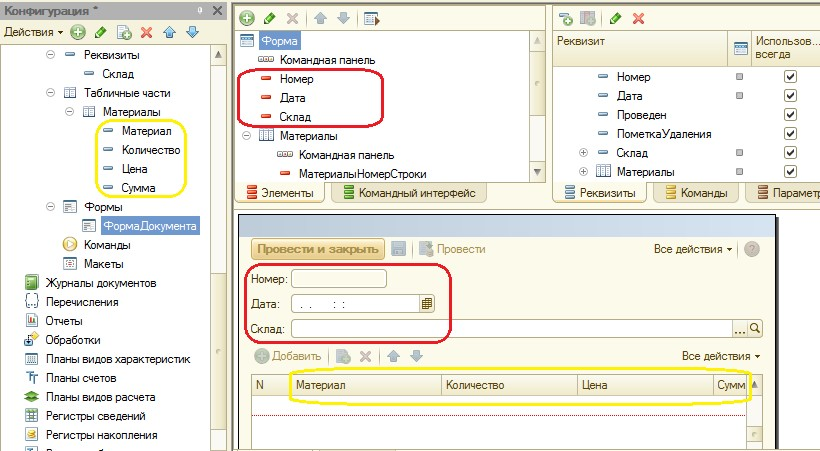 Конфигурация *
Действия
Реквизиты
Склад
Табличные части
Материалы
Материал
Количество
Цена
Сумма
Формы
ФормаДокумента
Команды
Макеты
Журналы документов
Перечисления
Отчеты
Обработки
Планы видов характеристик
Планы счетов
Планы видов расчета
Регистры сведений
Регистры накопления
Форма
Командная панель
Номер
Дата
Склад
Материалы
Командная панель
МатериалыНомерСтроки
Элементы
Командный интерфейс
Реквизит
Использов...
всегда
Номер
Дата
Проведен
ПометкаУдаления
Склад
Материалы
Реквизиты
Команды
Параметр
Провести и закрыть
Провести
Все действия
Номер:
Дата:
. . : :
Склад:
Добавить
Все действия
N
Материал
Количество
Цена
Сумм